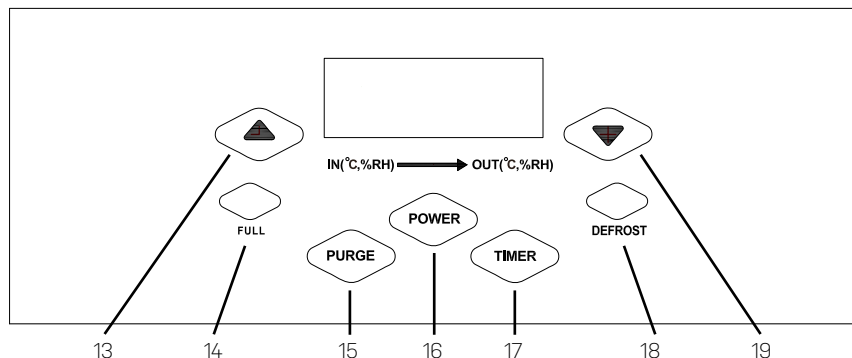 IN(℃,%RH) OUT(℃,%RH)
POWER
FULL DEFROST
PURGE TIMER
13 14 15 16 17 18 19